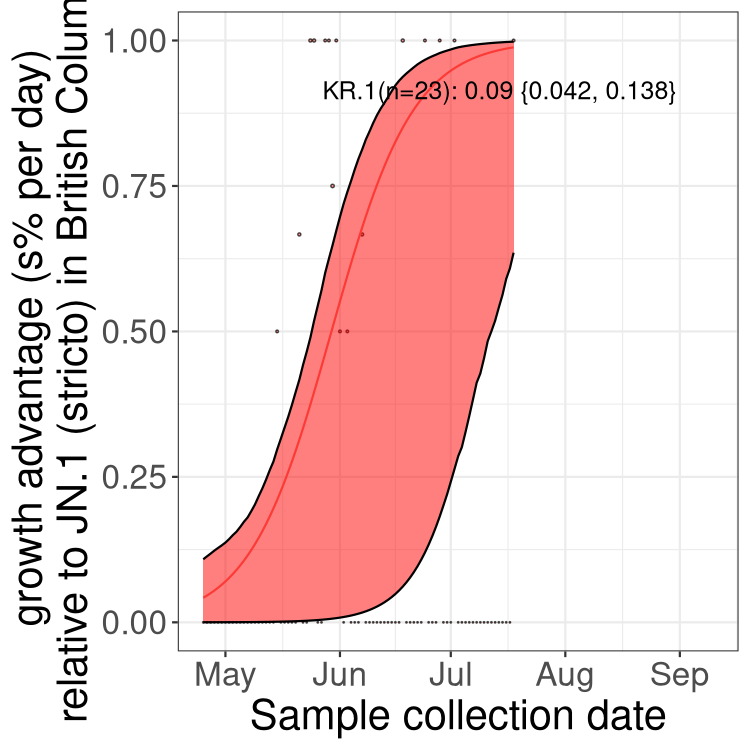 growth advantage (s% per day)
relative to JN.1 (stricto) in British Colum
1.00
0.75
0.50
0.25
0.00
KR.1(n=23): 0.09 {0.042, 0.138}
May Jun Jul Aug Sep
Sample collection date